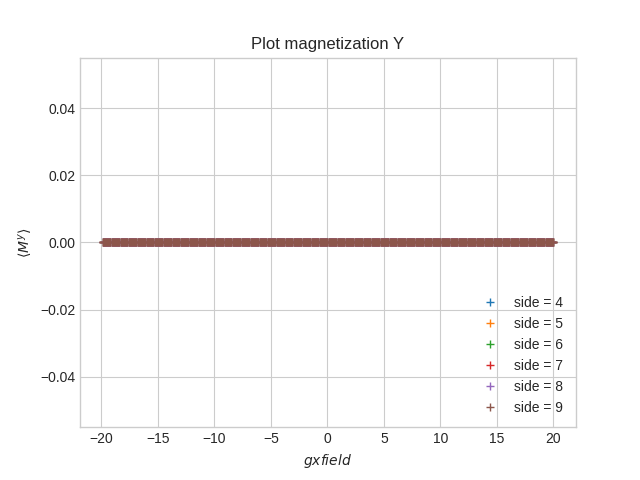 Plot magnetization Y
0.04
0.02
0.00
−0.02
−0.04
⟨M^y⟩
−20 −15 −10 −5 0 5 10 15 20
gxfield
side = 4
side = 5
side = 6
side = 7
side = 8
side = 9